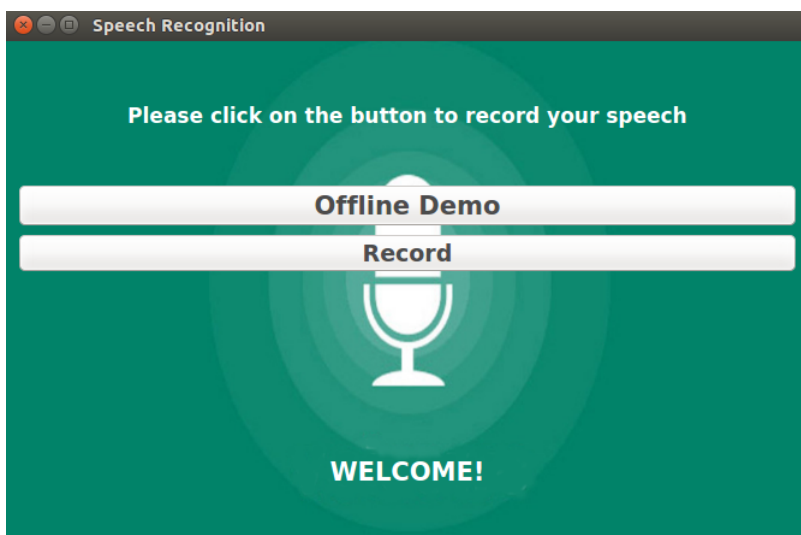 Speech Recognition
Please click on the button to record your speech
Offline Demo
Record
WELCOME!